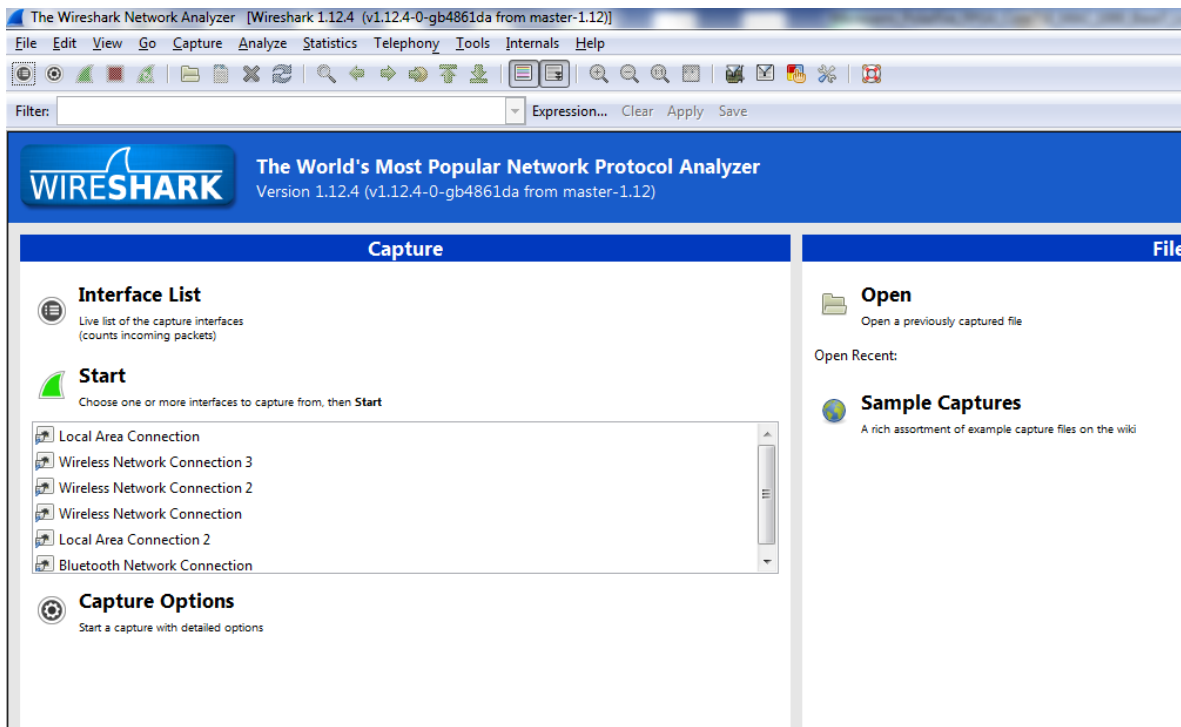 The Wireshark Network Analyzer [Wireshark 1.12.4 (v1.12.4-0-gb4861da from master-1.12)]
File Edit View Go Capture Analyze Statistics Telephony Tools Internals Help
Filter: Expression... Clear Apply Save
WIRESHARK
The World's Most Popular Network Protocol Analyzer
Version 1.12.4 (v1.12.4-0-gb4861da from master-1.12)
Capture
Interface List
Live list of the capture interfaces
(counts incoming packets)
Start
Choose one or more interfaces to capture from, then Start
Local Area Connection
Wireless Network Connection 3
Wireless Network Connection 2
Wireless Network Connection
Local Area Connection 2
Bluetooth Network Connection
Capture Options
Start a capture with detailed options
File
Open
Open a previously captured file
Open Recent:
Sample Captures
A rich assortment of example capture files on the wiki